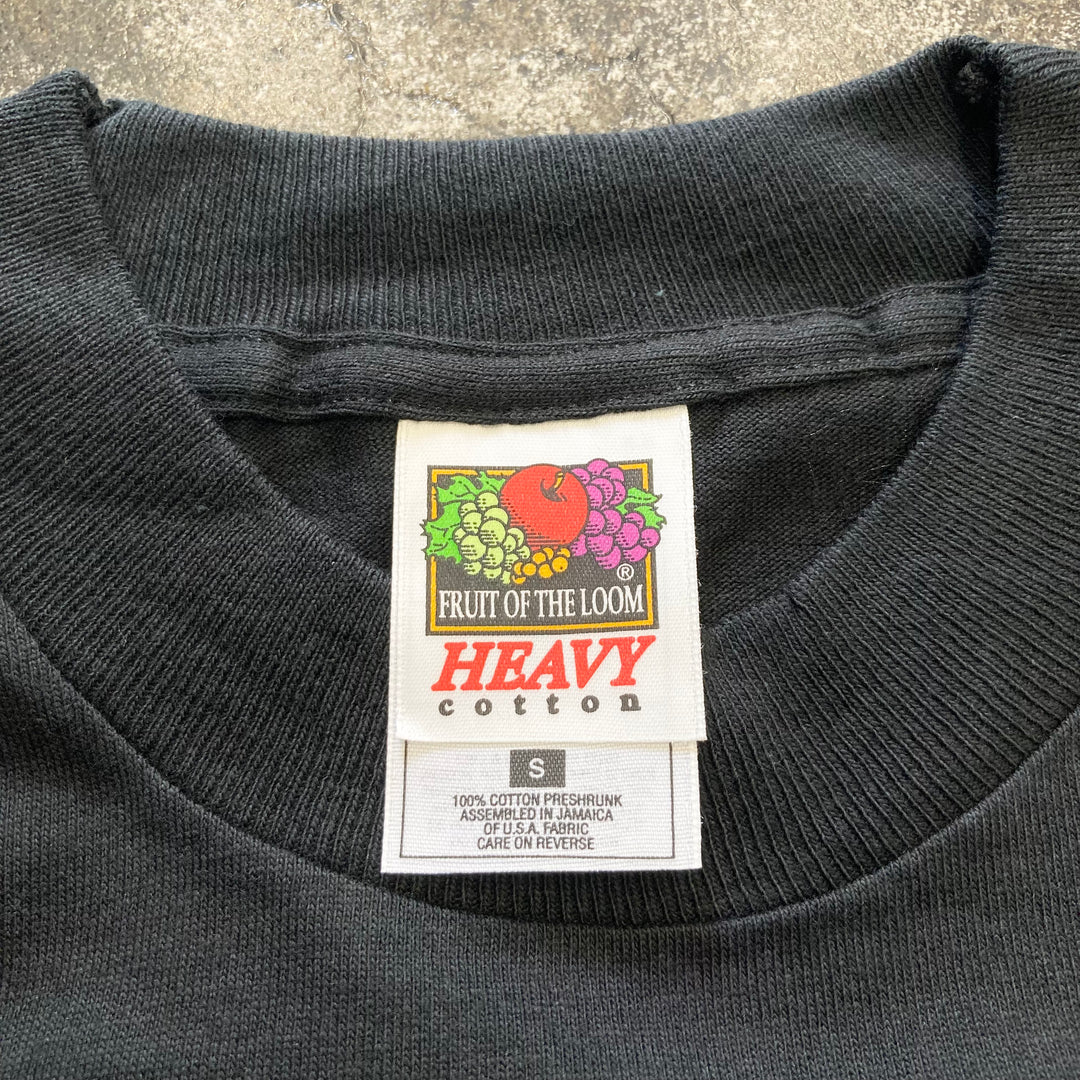 ®
FRUIT OF THE LOOM
HEAVY
cotton
S
100% COTTON PRESHRUNK
ASSEMBLED IN JAMAICA
OF U.S.A. FABRIC
CARE ON REVERSE